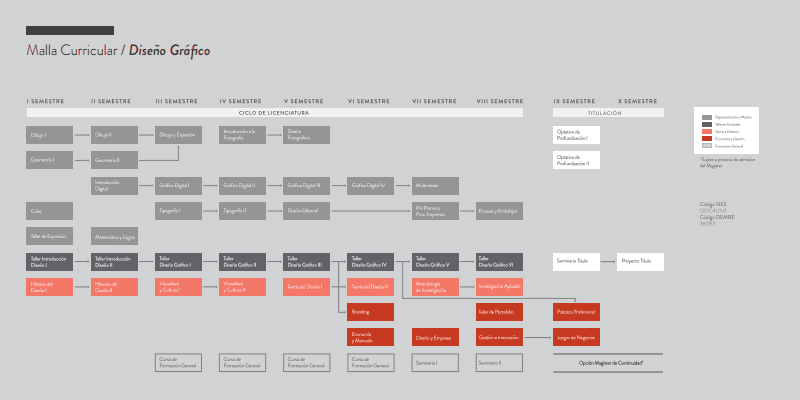 Malla Curricular / Diseño Gráfico
I SEMESTRE
II SEMESTRE
III SEMESTRE
IV SEMESTRE
V SEMESTRE
VI SEMESTRE
VII SEMESTRE
VIII SEMESTRE
IX SEMESTRE
X SEMESTRE
CICLO DE LICENCIATURA
TITULACIÓN
Dibujo I
Dibujo II
Dibujo y Expresión
Introducción a la
Fotografía
Diseño
Fotográfico
Optativo de
Profundización I
Geometría I
Geometría II
Optativo de
Profundización II
Introducción
Digital
Gráfica Digital I
Gráfica Digital II
Gráfica Digital III
Gráfica Digital IV
Multimedia
Color
Tipografía I
Tipografía II
Diseño Editorial
Pre Prensa y
Proc. Impresos
Envases y Embalajes
Taller de Expresión
Matemática y Lógica
Taller Introducción
Diseño I
Taller Introducción
Diseño II
Taller
Diseño Gráfico I
Taller
Diseño Gráfico II
Taller
Diseño Gráfico III
Taller
Diseño Gráfico IV
Taller
Diseño Gráfico V
Taller
Diseño Gráfico VI
Seminario Título
Proyecto Título
Historia del
Diseño I
Historia del
Diseño II
Visualidad
y Cultura I
Visualidad
y Cultura II
Teoría del Diseño I
Teoría del Diseño II
Metodología
de Investigación
Investigación Aplicada
Branding
Taller de Portafolio
Práctica Profesional
Economía
y Mercado
Diseño y Empresa
Gestión e Innovación
Juegos de Negocios
Curso de
Formación General
Curso de
Formación General
Curso de
Formación General
Curso de
Formación General
Seminario I
Seminario II
Opción Magíster de Continuidad*
Representación y Medios
Talleres Centrales
Teoría e Historia
Economía y Gestión
Formación General
*Sujeto a proceso de admisión
del Magíster
Código SIES
Código DEMRE